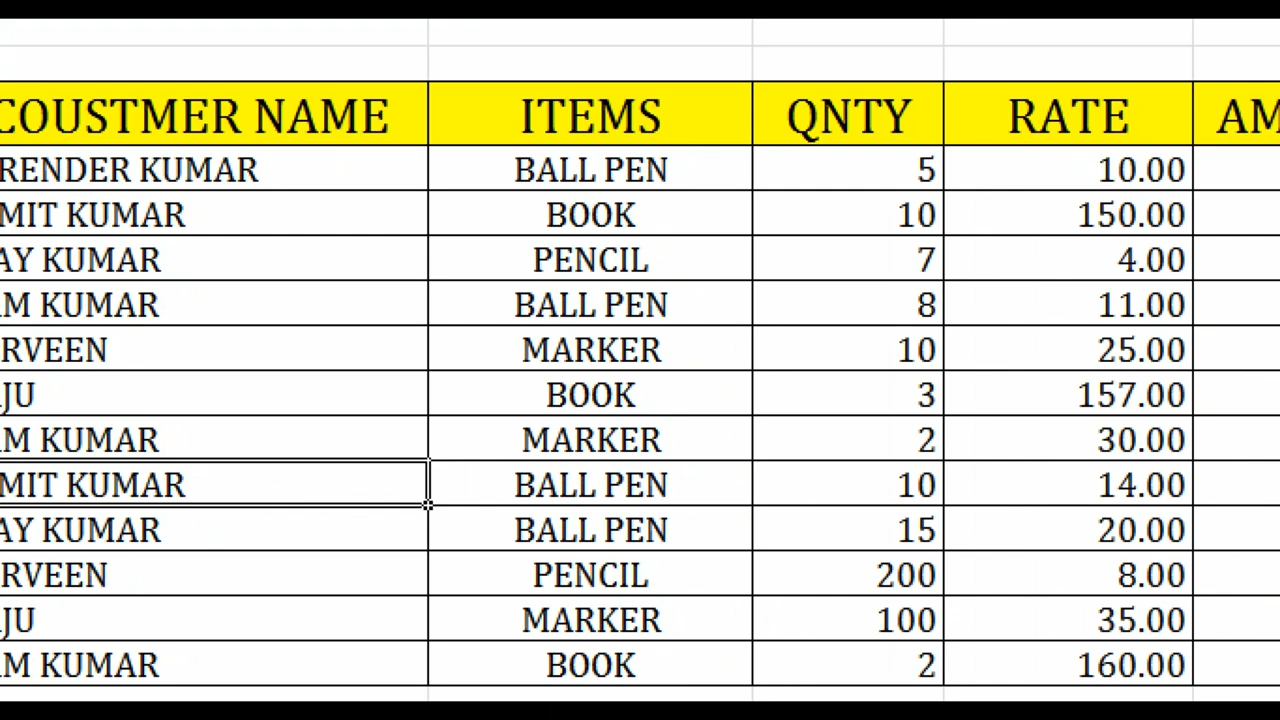 COUSTMER NAME ITEMS QNTY RATE AM
RENDER KUMAR BALL PEN 5 10.00
MIT KUMAR BOOK 10 150.00
AY KUMAR PENCIL 7 4.00
AM KUMAR BALL PEN 8 11.00
RVEEN MARKER 10 25.00
JU BOOK 3 157.00
AM KUMAR MARKER 2 30.00
MIT KUMAR BALL PEN 10 14.00
AY KUMAR BALL PEN 15 20.00
RVEEN PENCIL 200 8.00
JU MARKER 100 35.00
AM KUMAR BOOK 2 160.00